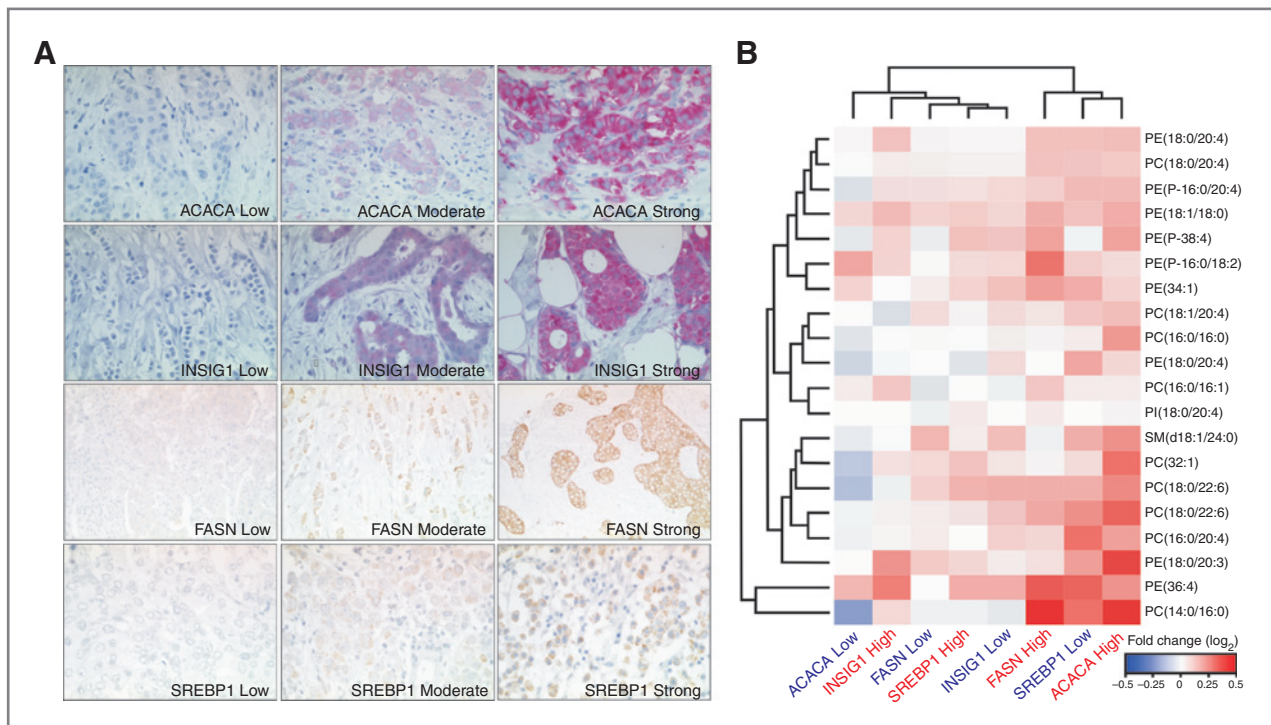 A
B
ACACA Low
ACACA Moderate
ACACA Strong
INSIG1 Low
INSIG1 Moderate
INSIG1 Strong
FASN Low
FASN Moderate
FASN Strong
SREBP1 Low
SREBP1 Moderate
SREBP1 Strong
PE(18:0/20:4)
PC(18:0/20:4)
PE(P-16:0/20:4)
PE(18:1/18:0)
PE(P-38:4)
PE(P-16:0/18:2)
PE(34:1)
PC(18:1/20:4)
PC(16:0/16:0)
PE(18:0/20:4)
PC(16:0/16:1)
PI(18:0/20:4)
SM(d18:1/24:0)
PC(32:1)
PC(18:0/22:6)
PC(18:0/22:6)
PC(16:0/20:4)
PE(18:0/20:3)
PE(36:4)
PC(14:0/16:0)
ACACA Low
INSIG1 High
FASN Low
SREBP1 High
INSIG1 Low
FASN High
SREBP1 Low
ACACA High
Fold change (log2)
−0.5 −0.25 0 0.25 0.5